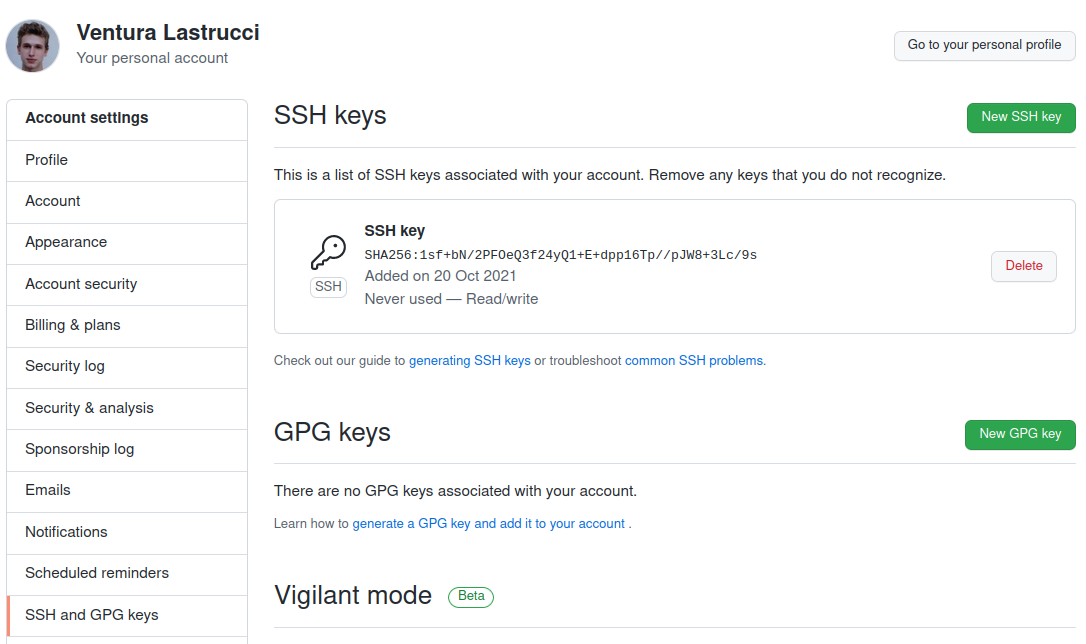 Ventura Lastrucci
Your personal account
Go to your personal profile
Account settings
Profile
Account
Appearance
Account security
Billing & plans
Security log
Security & analysis
Sponsorship log
Emails
Notifications
Scheduled reminders
SSH and GPG keys
SSH keys
New SSH key
This is a list of SSH keys associated with your account. Remove any keys that you do not recognize.
SSH
SSH key
SHA256:1sf+bN/2PFOeQ3f24yQ1+E+dpp16Tp//pJW8+3Lc/9s
Added on 20 Oct 2021
Never used — Read/write
Delete
Check out our guide to generating SSH keys or troubleshoot common SSH problems.
GPG keys
New GPG key
There are no GPG keys associated with your account.
Learn how to generate a GPG key and add it to your account .
Vigilant mode Beta